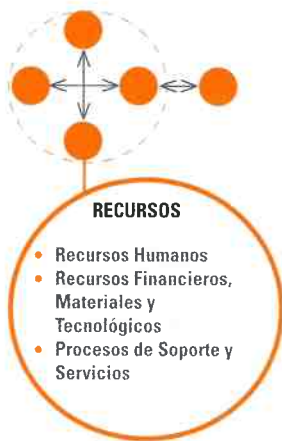 RECURSOS
• Recursos Humanos
• Recursos Financieros,
Materiales y
Tecnológicos
• Procesos de Soporte y
Servicios